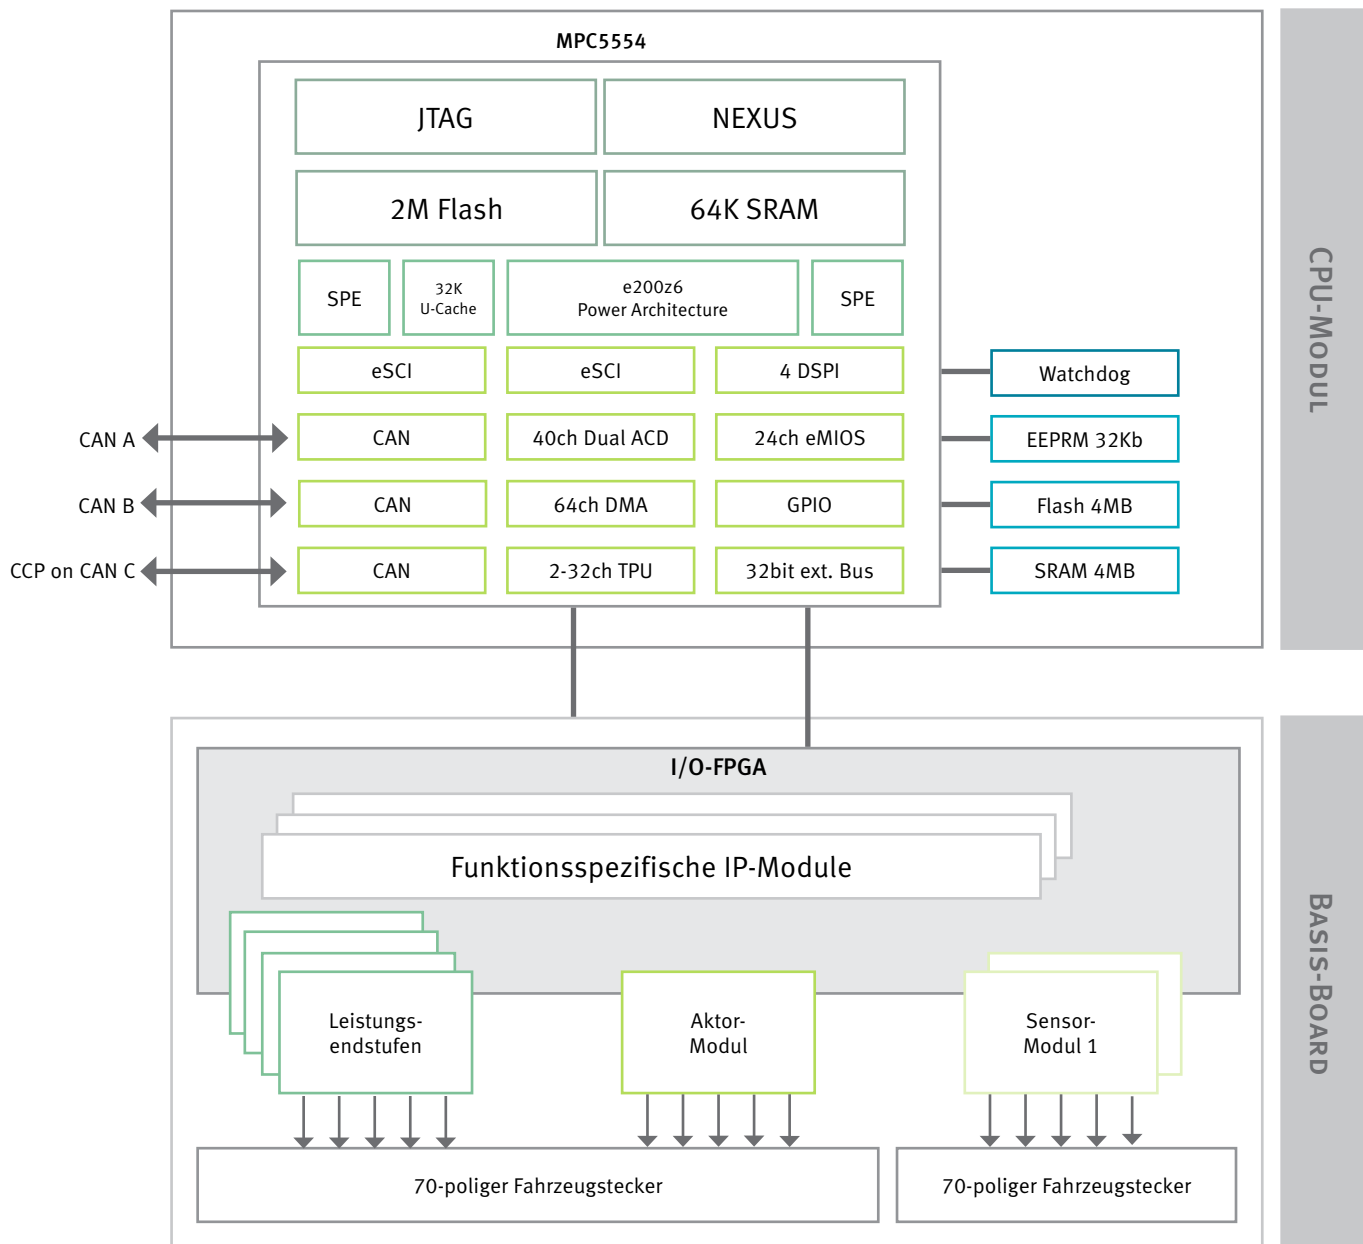 MPC5554
JTAG
NEXUS
2M Flash
64K SRAM
SPE
32K
U-Cache
e200z6
Power Architecture
SPE
eSCI
eSCI
4 DSPI
Watchdog
CAN A
CAN
40ch Dual ACD
24ch eMIOS
EEPRM 32Kb
CAN B
CAN
64ch DMA
GPIO
Flash 4MB
CCP on CAN C
CAN
2-32ch TPU
32bit ext. Bus
SRAM 4MB
CPU-MODUL
I/O-FPGA
Funktionsspezifische IP-Module
Leistungs-
endstufen
Aktor-
Modul
Sensor-
Modul 1
70-poliger Fahrzeugstecker
70-poliger Fahrzeugstecker
BASIS-BOARD